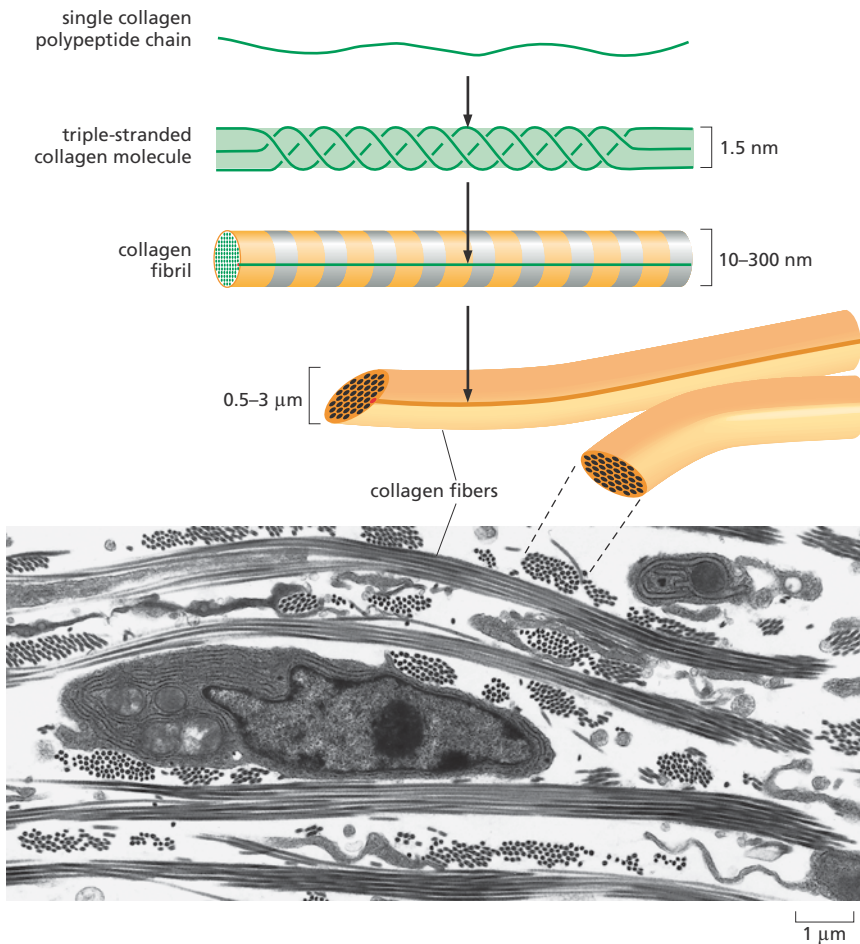 single collagen
polypeptide chain
triple-stranded
collagen molecule
1.5 nm
collagen
fibril
10–300 nm
0.5–3 μm
collagen fibers
1 μm